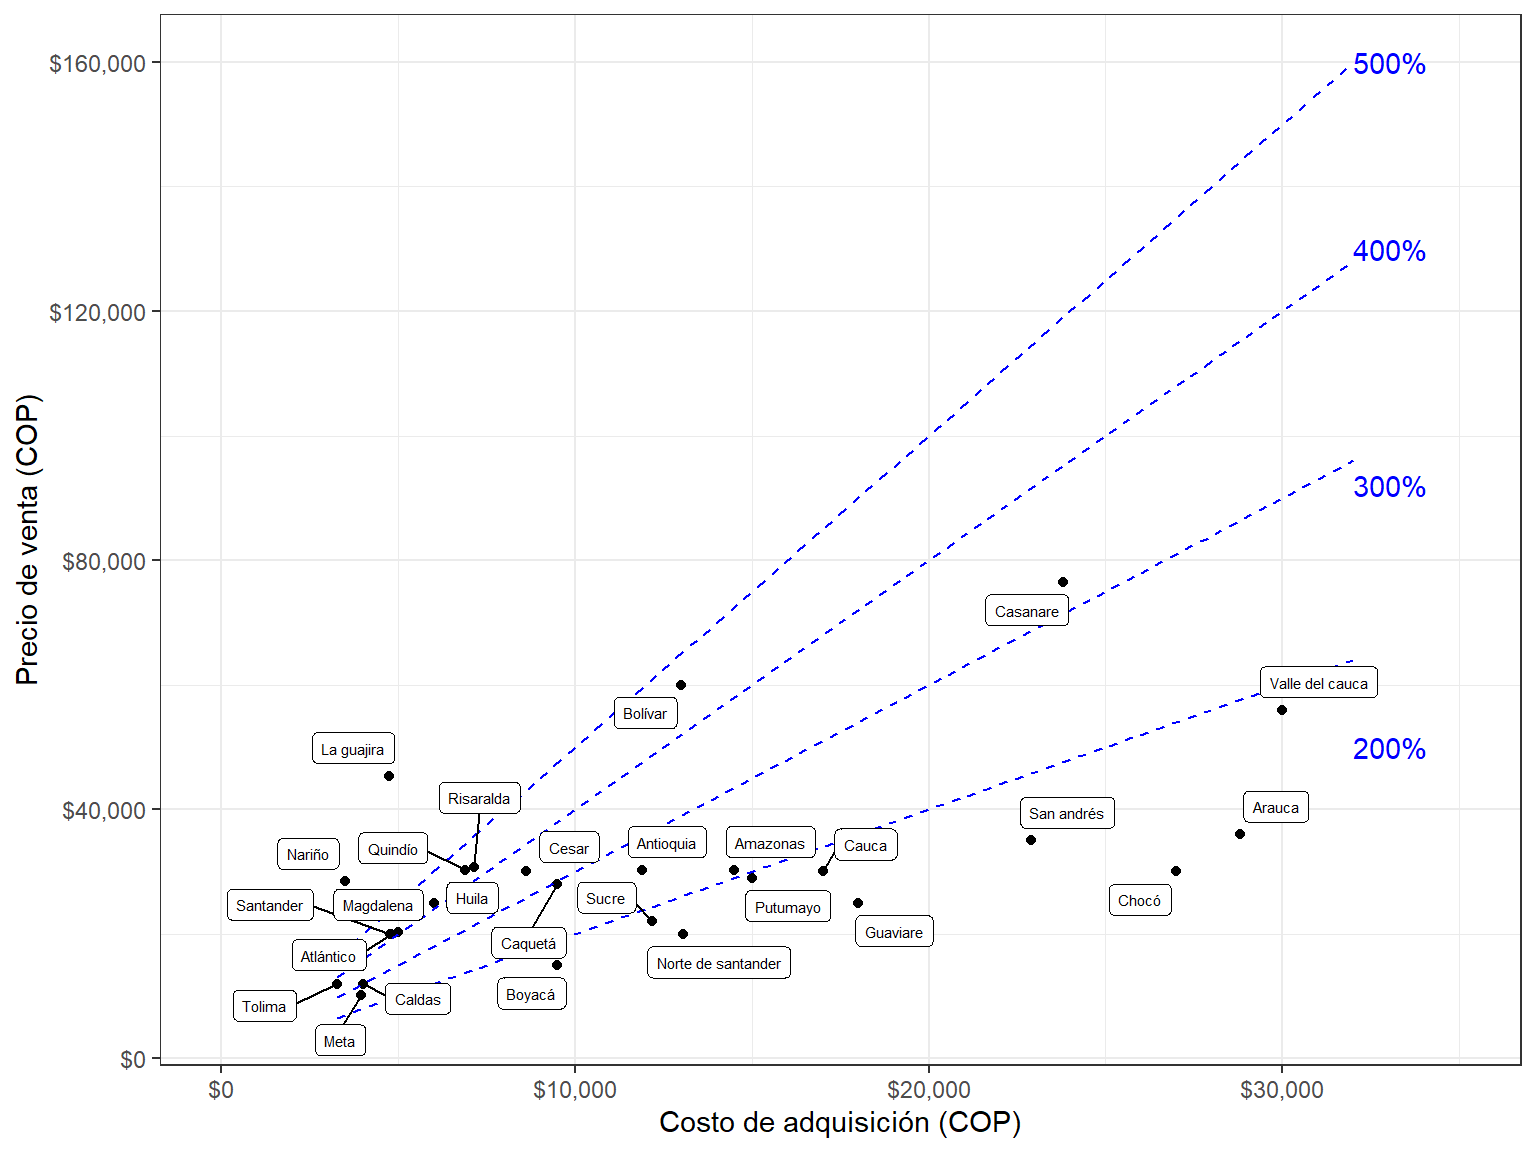 Precio de venta (COP)
$160,000
$120,000
$80,000
$40,000
$0
500%
400%
300%
200%
Casanare
Valle del cauca
Bolívar
La guajira
Risaralda
Arauca
San andrés
Quindío
Nariño
Cesar
Antioquia
Amazonas
Cauca
Santander
Magdalena
Huila
Sucre
Putumayo
Chocó
Guaviare
Atlántico
Caquetá
Norte de santander
Tolima
Caldas
Boyacá
Meta
$0
$10,000
$20,000
$30,000
Costo de adquisición (COP)